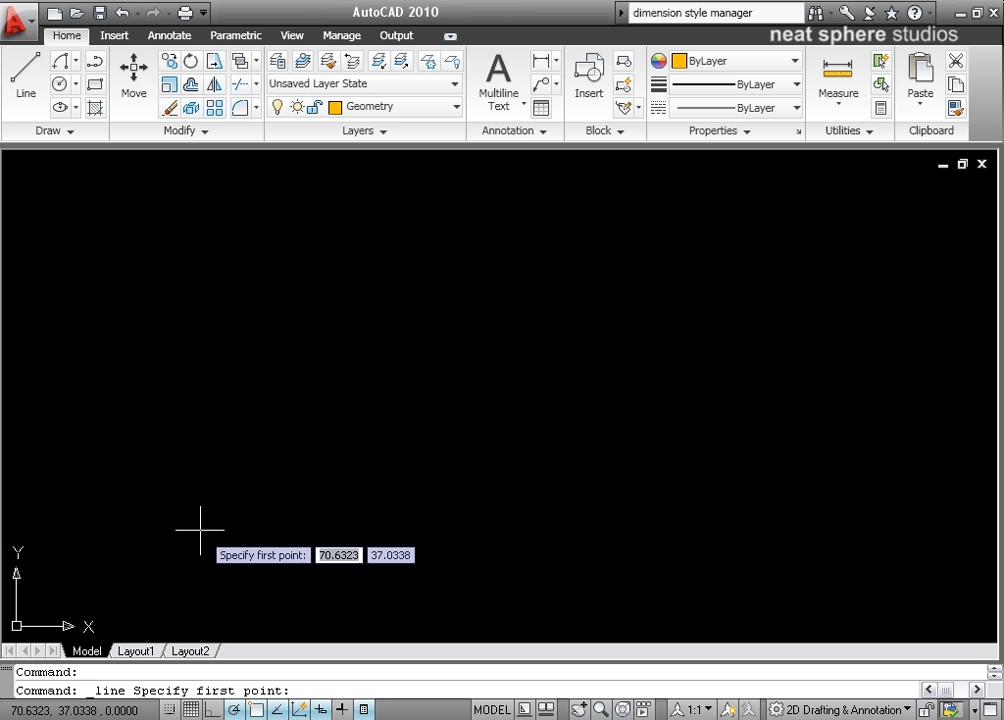 AutoCAD 2010
dimension style manager
neat sphere studios
Home Insert Annotate Parametric View Manage Output
Line
Move
Unsaved Layer State
Geometry
Multiline
Text
Insert
ByLayer
ByLayer
ByLayer
Measure
Paste
Draw Modify Layers Annotation Block Properties Utilities Clipboard
Specify first point: 70.6323 37.0338
Y
X
Model Layout1 Layout2
Command:
Command: _line Specify first point:
70.6323, 37.0338 , 0.0000
MODEL
1:1
2D Drafting & Annotation